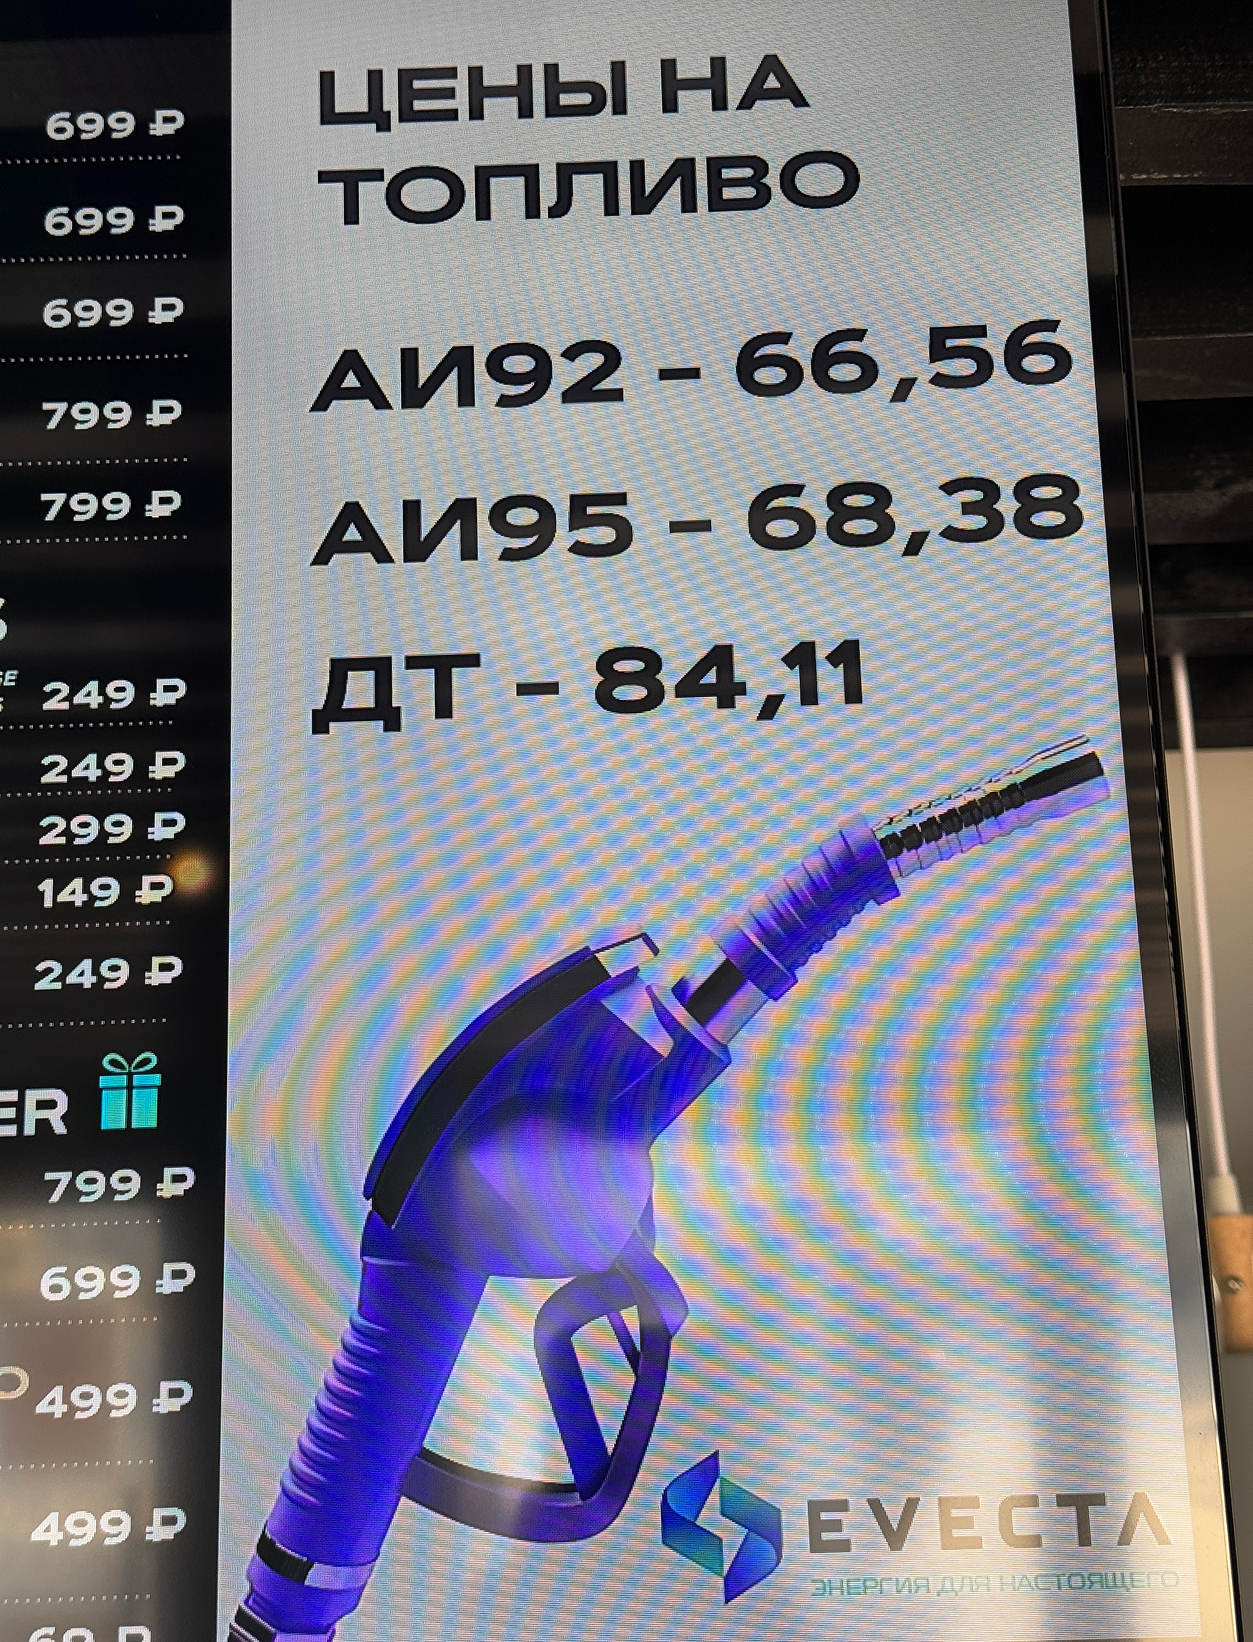 699 ₽
699 ₽
699 ₽
799 ₽
799 ₽
249 ₽
249 ₽
299 ₽
149 ₽
249 ₽
ER
799 ₽
699 ₽
499 ₽
499 ₽
ЦЕНЫ НА
ТОПЛИВО
АИ92 - 66,56
АИ95 - 68,38
ДТ - 84,11
EVECTA
ЭНЕРГИЯ ДЛЯ НАСТОЯЩЕГО